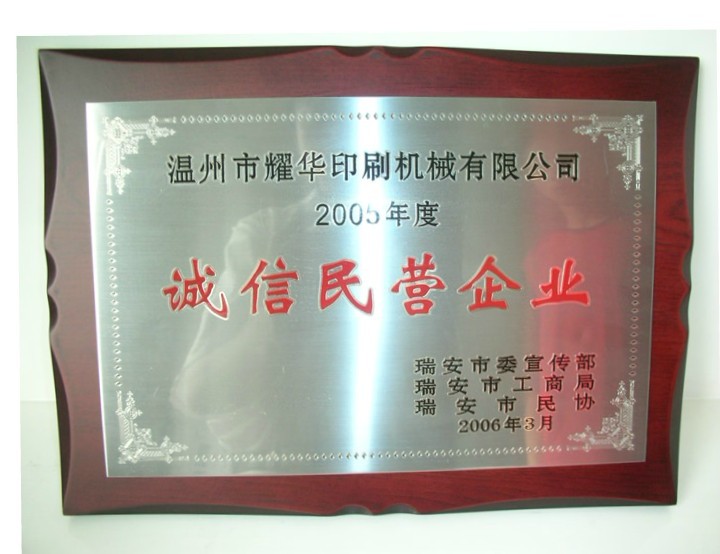 温州市耀华印刷机械有限公司
2005年度
诚信民营企业
瑞安市委宣传部
瑞安市工商局
瑞安市民协
2006年3月